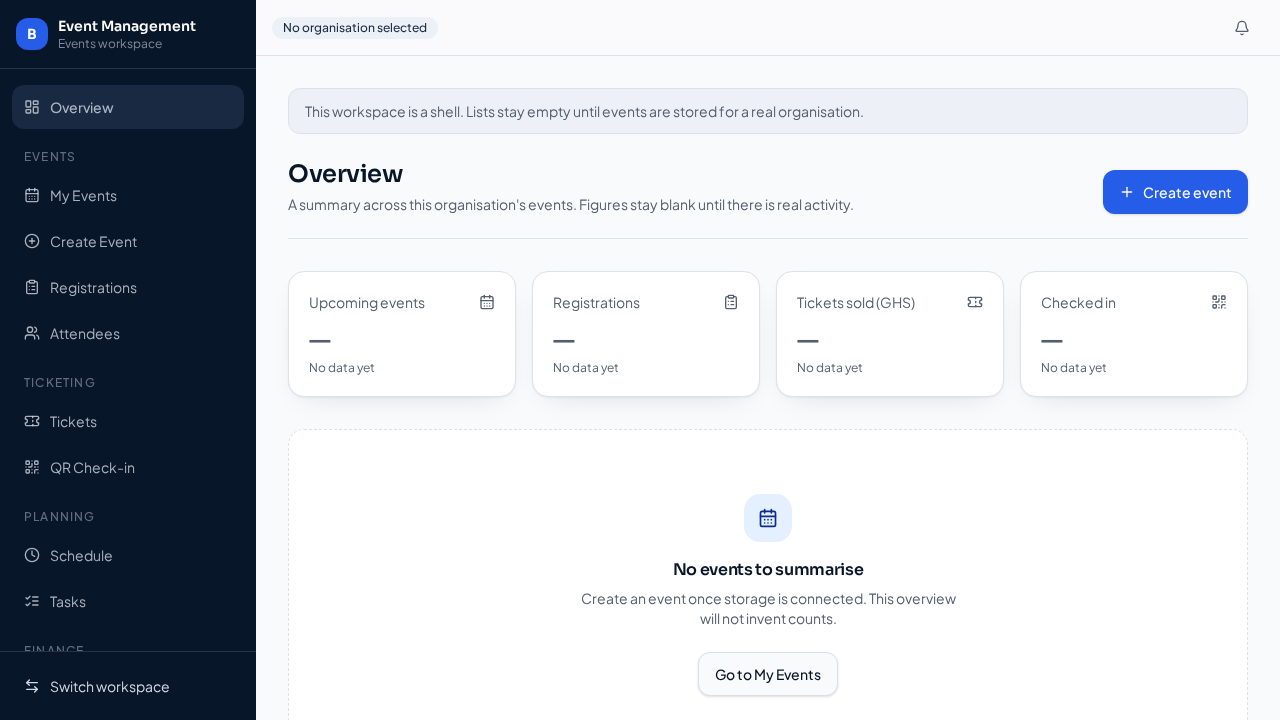 B
Event Management
Events workspace
Overview
EVENTS
My Events
Create Event
Registrations
Attendees
TICKETING
Tickets
QR Check-in
PLANNING
Schedule
Tasks
FINANCE
Switch workspace
No organisation selected
This workspace is a shell. Lists stay empty until events are stored for a real organisation.
Overview
A summary across this organisation's events. Figures stay blank until there is real activity.
Create event
Upcoming events
—
No data yet
Registrations
—
No data yet
Tickets sold (GHS)
—
No data yet
Checked in
—
No data yet
No events to summarise
Create an event once storage is connected. This overview
will not invent counts.
Go to My Events